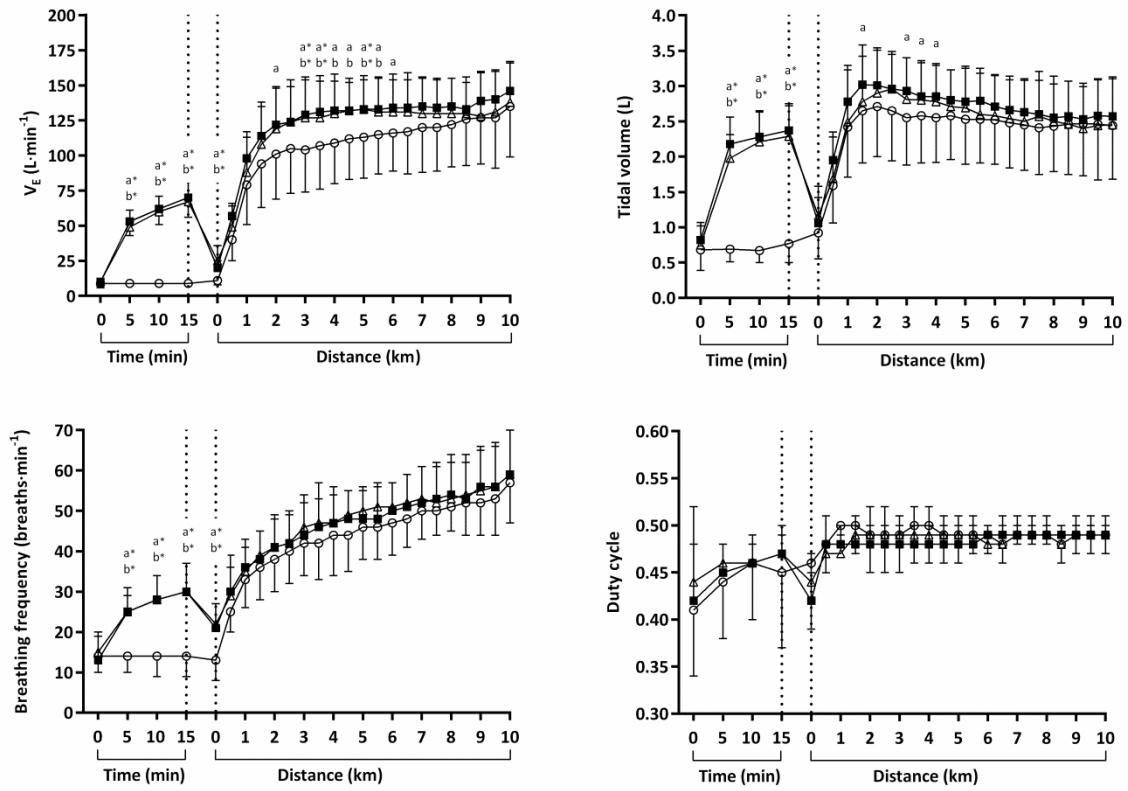 V_E (L·min⁻¹)
200
175
150
125
100
75
50
25
0
a*
b*
a*
b*
a*
b*
a*
b*
a
a* a* a a a* a
b* b* b b b* b a
0 5 10 15 0 1 2 3 4 5 6 7 8 9 10
Time (min) Distance (km)
Tidal volume (L)
4.0
3.5
3.0
2.5
2.0
1.5
1.0
0.5
0.0
a*
b*
a*
b*
a*
b*
a a a a
0 5 10 15 0 1 2 3 4 5 6 7 8 9 10
Time (min) Distance (km)
Breathing frequency (breaths·min⁻¹)
70
60
50
40
30
20
10
0
a*
b*
a*
b*
a*
b*
a*
b*
0 5 10 15 0 1 2 3 4 5 6 7 8 9 10
Time (min) Distance (km)
Duty cycle
0.60
0.55
0.50
0.45
0.40
0.35
0.30
0 5 10 15 0 1 2 3 4 5 6 7 8 9 10
Time (min) Distance (km)